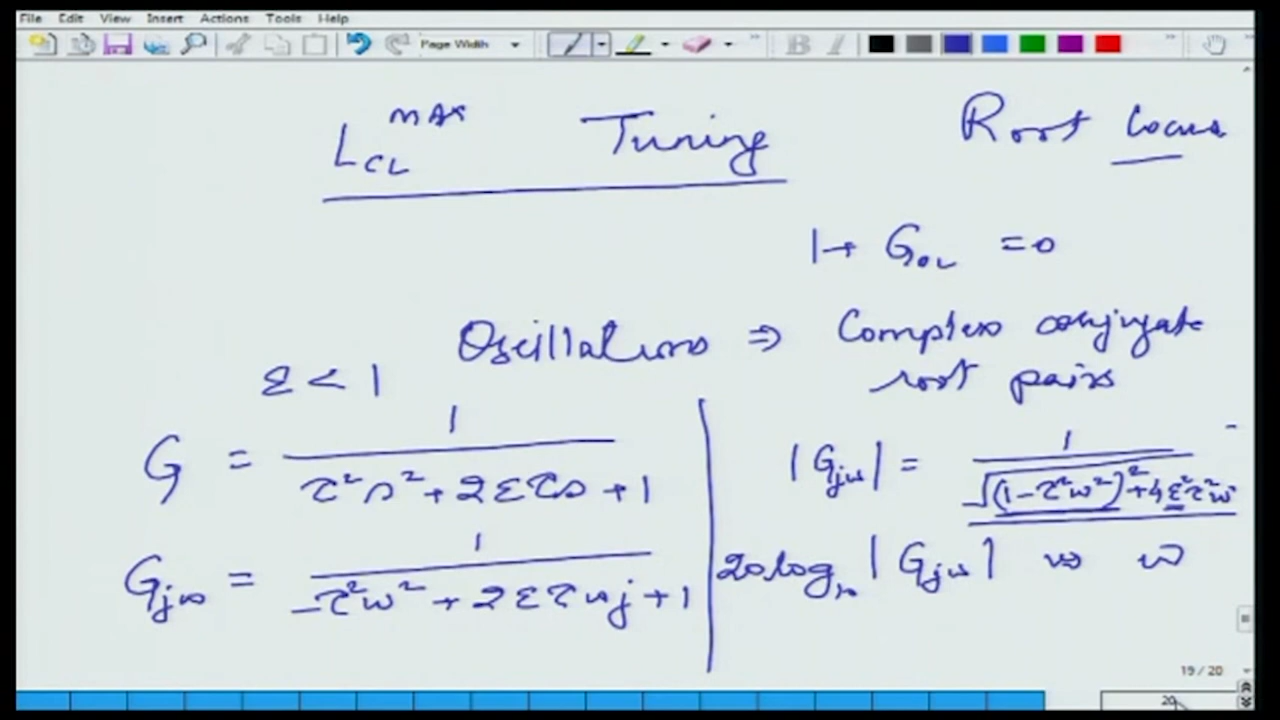 File Edit View Insert Actions Tools Help
Page Width
L_CL^MAX Tuning Root Locus
1 + G_OL = 0
Oscillations ⇒ Complex conjugate
root pairs
ξ < 1
G = 1 / (τ²s² + 2ξτs + 1)
|G_jω| = 1 / √((1-τ²ω²)² + 4ξ²τ²ω²
G_jω = 1 / (-τ²ω² + 2ξτωj + 1)
20 log₁₀ |G_jω| vs ω
19 / 20
20